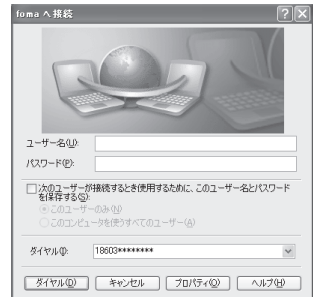 foma へ接続
ユーザー名(U):
パスワード(P):
次のユーザーが接続するとき使用するために、このユーザー名とパスワード
を保存する(S):
このユーザーのみ(N)
このコンピュータを使うすべてのユーザー(A)
ダイヤル(I): 18603********
ダイヤル(D) キャンセル プロパティ(O) ヘルプ(H)